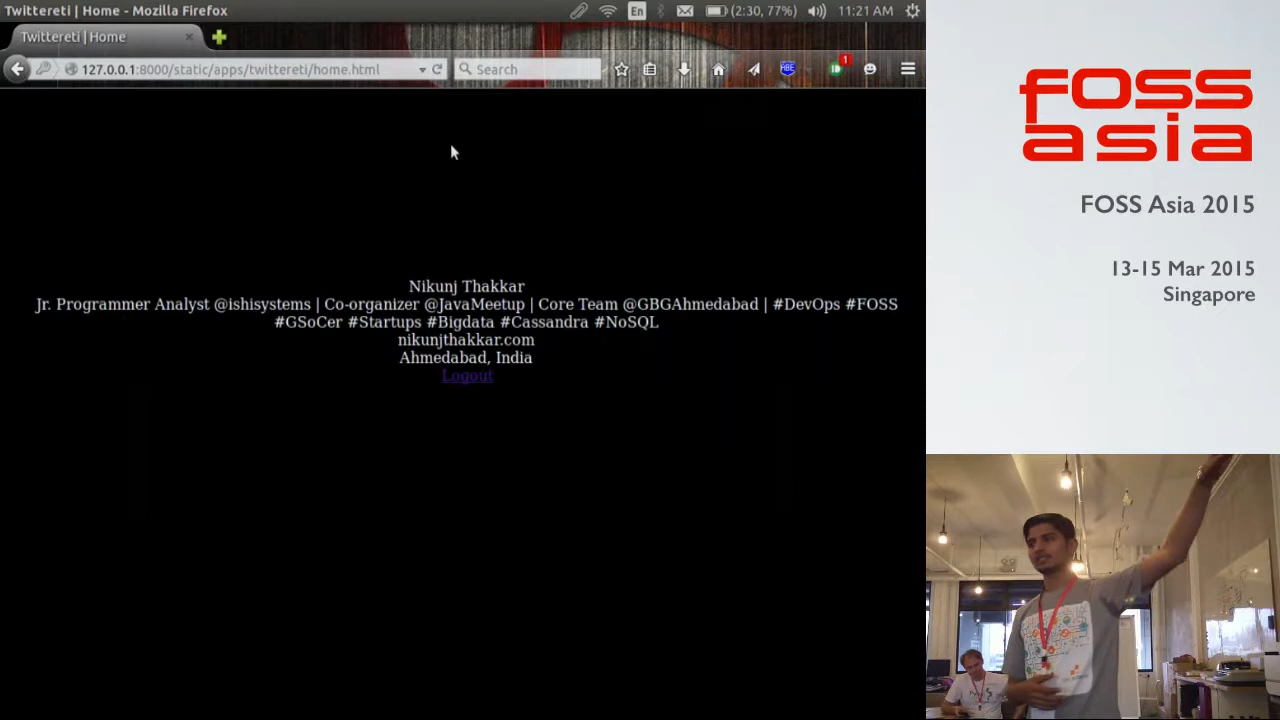 Twittereti | Home - Mozilla Firefox
En
(2:30, 77%)
11:21 AM
Twittereti | Home
127.0.0.1:8000/static/apps/twittereti/home.html
Search
ABE
1
Nikunj Thakkar
Jr. Programmer Analyst @ishisystems | Co-organizer @JavaMeetup | Core Team @GBGAhmedabad | #DevOps #FOSS
#GSoCer #Startups #Bigdata #Cassandra #NoSQL
nikunjthakkar.com
Ahmedabad, India
Logout
foss
asia
FOSS Asia 2015
13-15 Mar 2015
Singapore